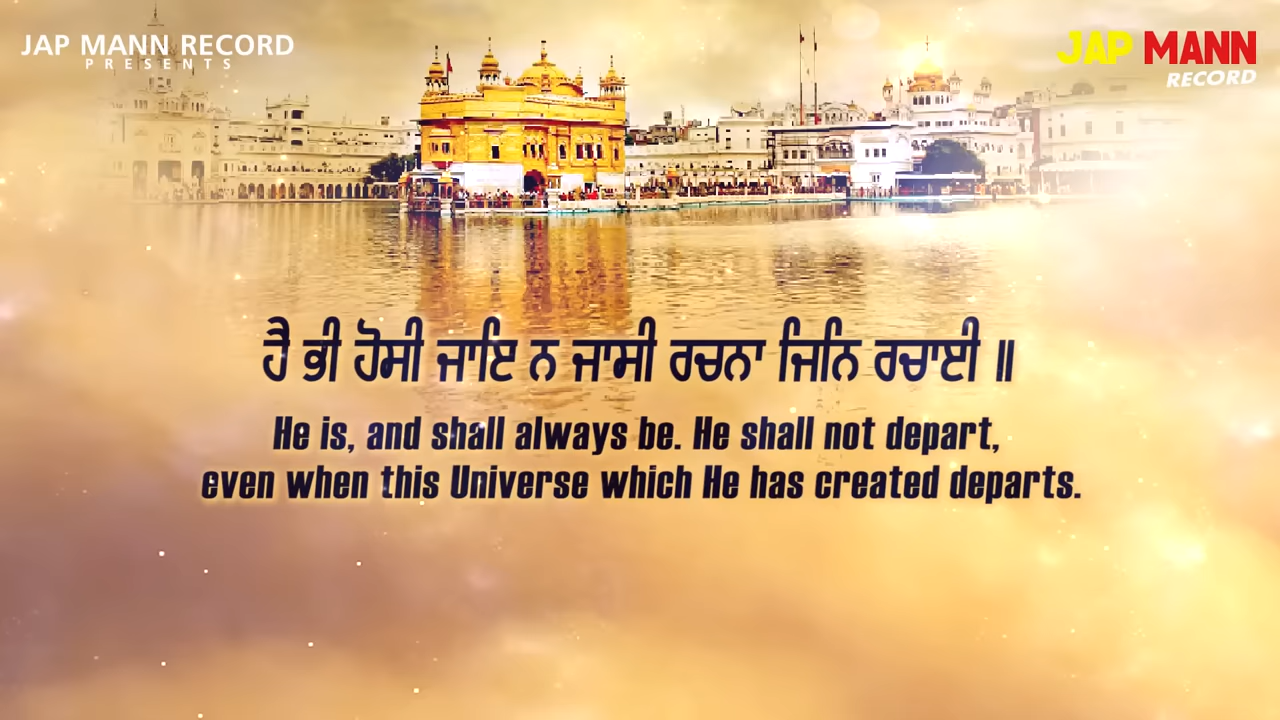 JAP MANN RECORD
PRESENTS
JAP MANN
RECORD
ਹੈ ਭੀ ਹੋਸੀ ਜਾਇ ਨ ਜਾਸੀ ਰਚਨਾ ਜਿਨਿ ਰਚਾਈ ॥
He is, and shall always be. He shall not depart,
even when this Universe which He has created departs.